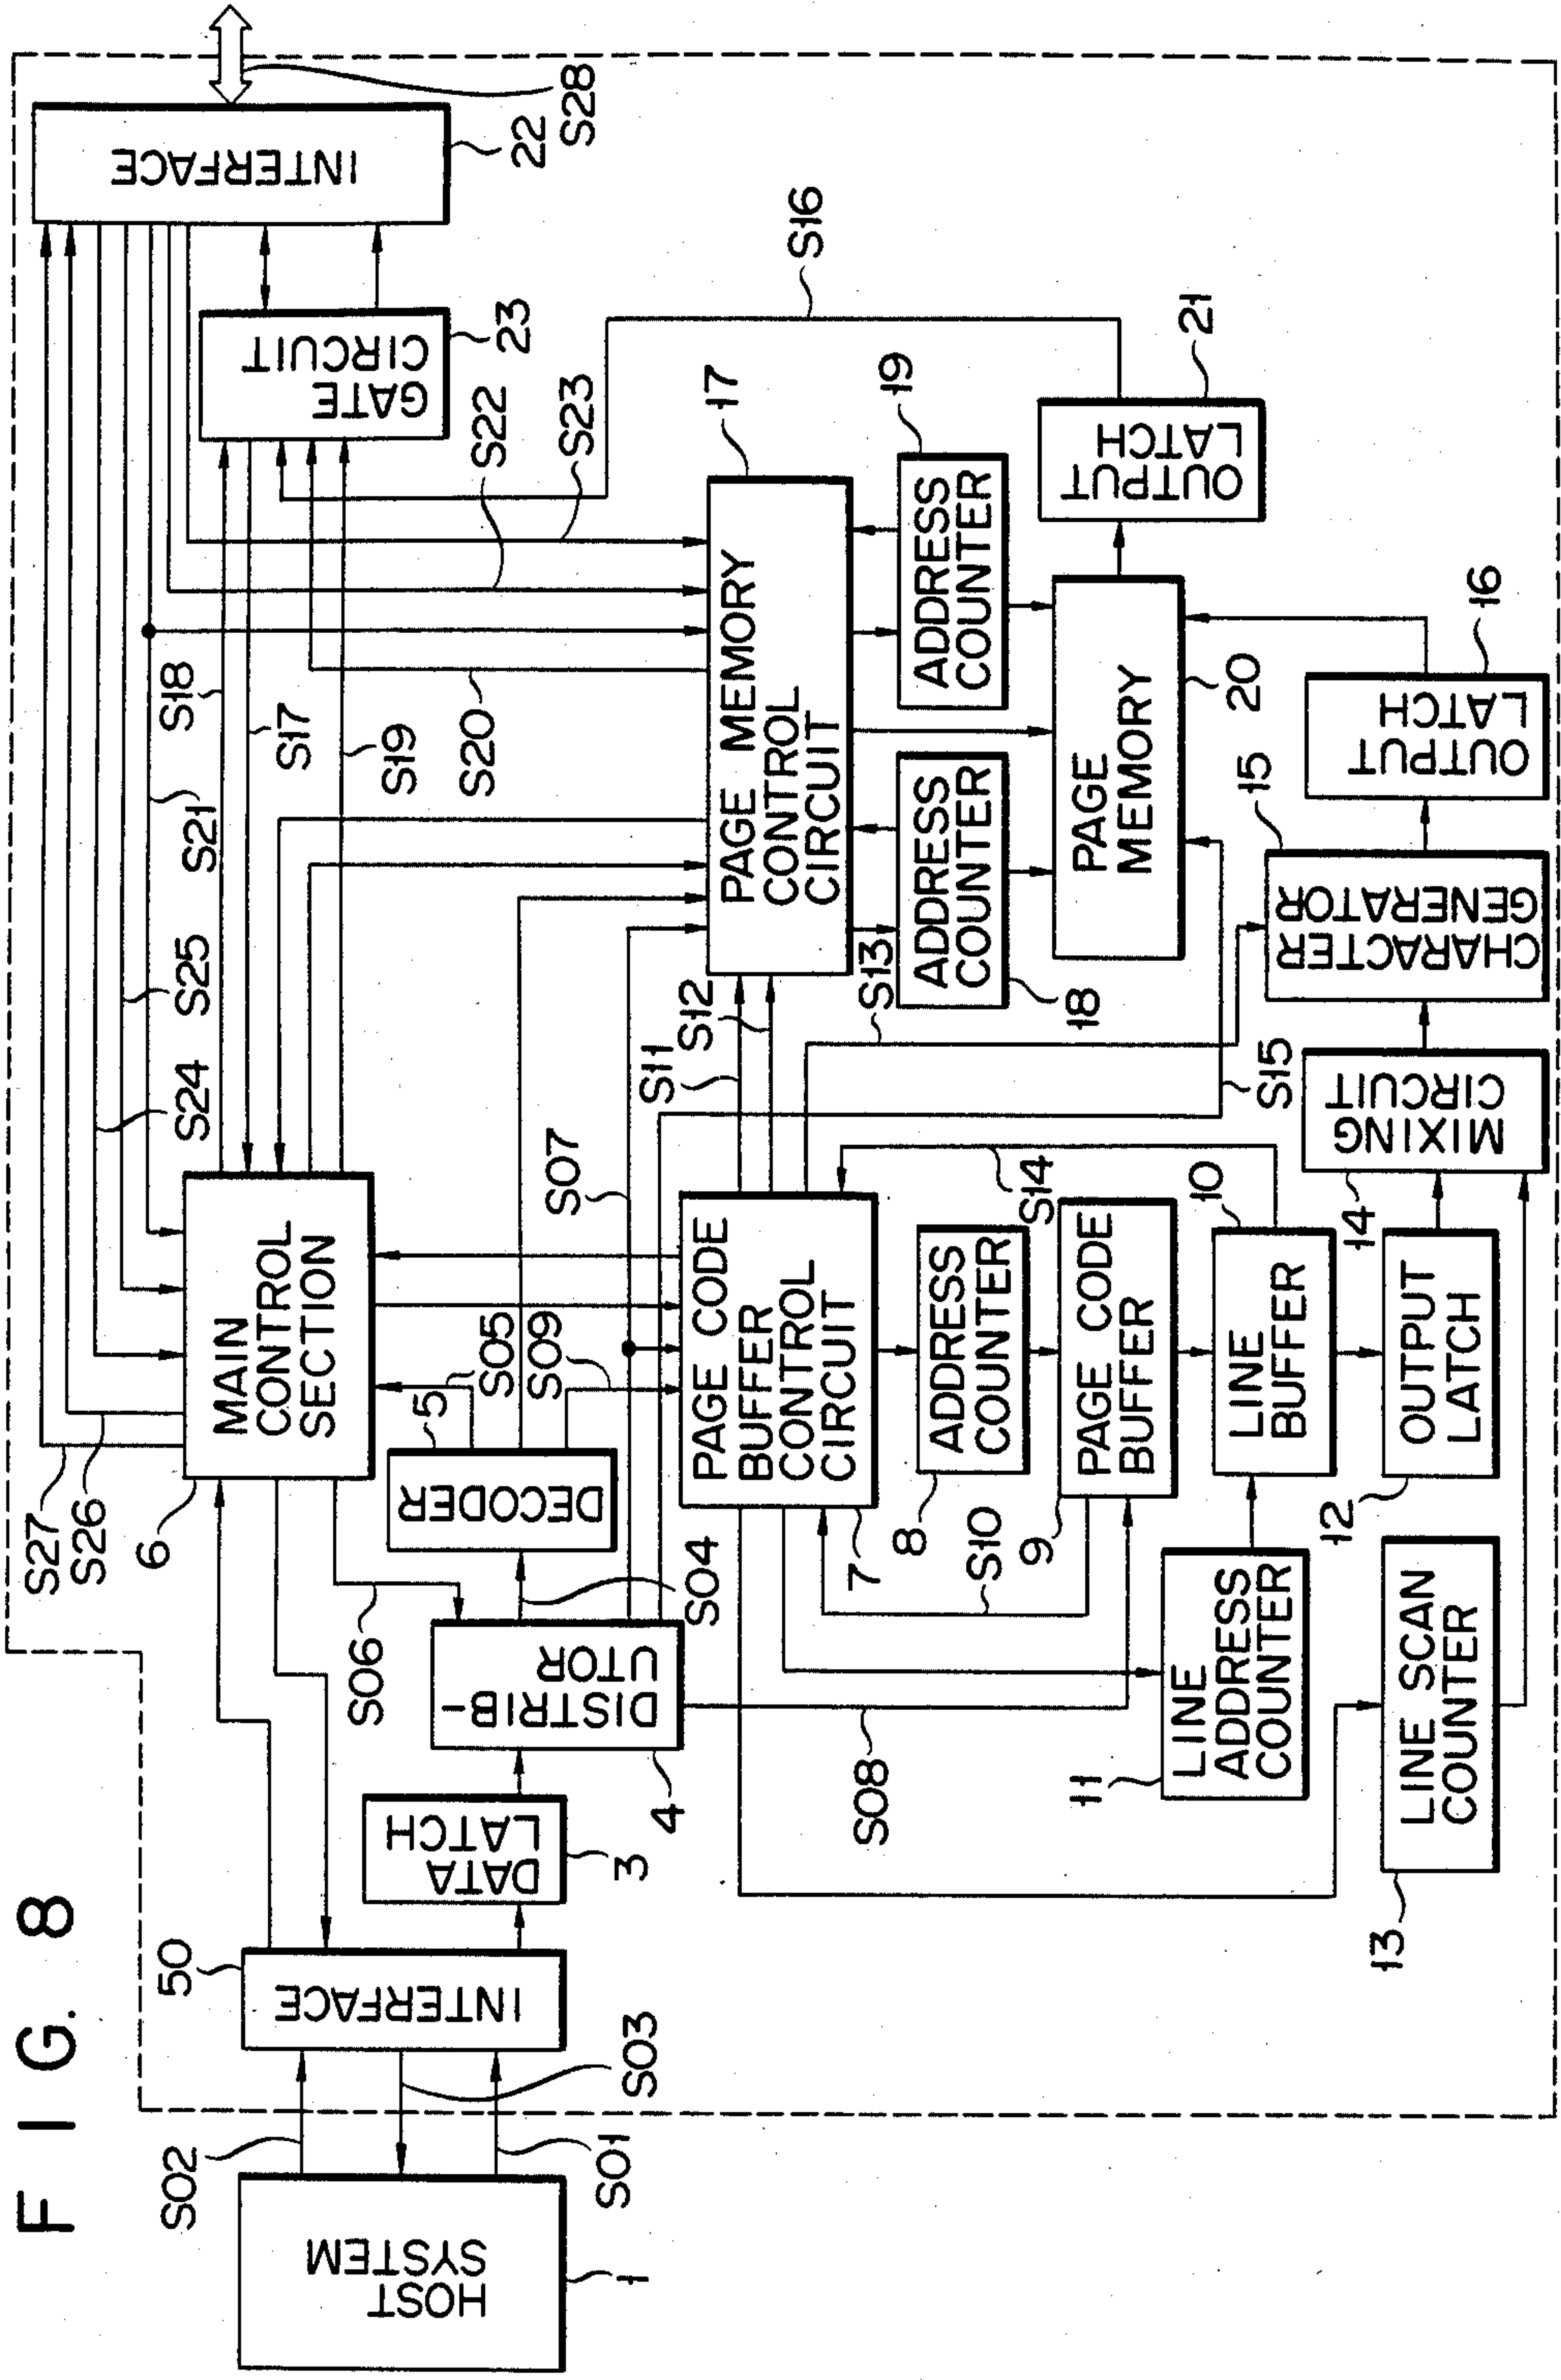 FIG. 8
HOST
SYSTEM
1
S02
S03
S01
50
INTERFACE
DATA
LATCH
3
DISTRIB-
UTOR
4
S04
S06
DECODER
5
S05
S09
S07
S08
MAIN
CONTROL
SECTION
6
S27
S26
S24
S25
S21
S18
S17
S19
S20
S22
S23
GATE
CIRCUIT
23
INTERFACE
22
S28
PAGE CODE
BUFFER
CONTROL
CIRCUIT
7
S11
S12
S13
S14
S10
ADDRESS
COUNTER
8
PAGE CODE
BUFFER
9
LINE
BUFFER
10
LINE
ADDRESS
COUNTER
11
OUTPUT
LATCH
12
LINE SCAN
COUNTER
13
MIXING
CIRCUIT
14
CHARACTER
GENERATOR
15
OUTPUT
LATCH
16
S15
PAGE MEMORY
CONTROL
CIRCUIT
17
ADDRESS
COUNTER
18
ADDRESS
COUNTER
19
PAGE
MEMORY
20
OUTPUT
LATCH
21
S16